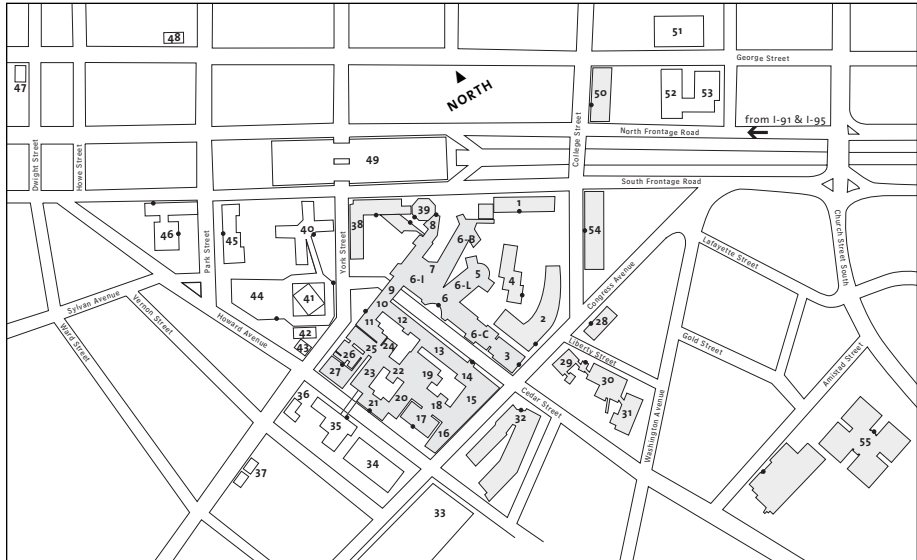 48
51
George Street
47
50
52
53
NORTH
from I-91 & I-95
North Frontage Road
College Street
Dwight Street
Howe Street
49
South Frontage Road
1
39
38
8
6-B
40
45
46
54
Park Street
York Street
Church Street South
Lafayette Street
7
5
6-I
6-L
4
Congress Avenue
44
41
9
6
10
2
Sylvan Avenue
Vernon Street
Howard Avenue
Ward Street
42
43
11
12
6-C
28
Gold Street
24
13
3
Liberty Street
Amistad Street
25
26
27
23
22
19
14
29
30
36
21
20
18
15
Cedar Street
31
Washington Avenue
35
17
32
16
55
34
37
33